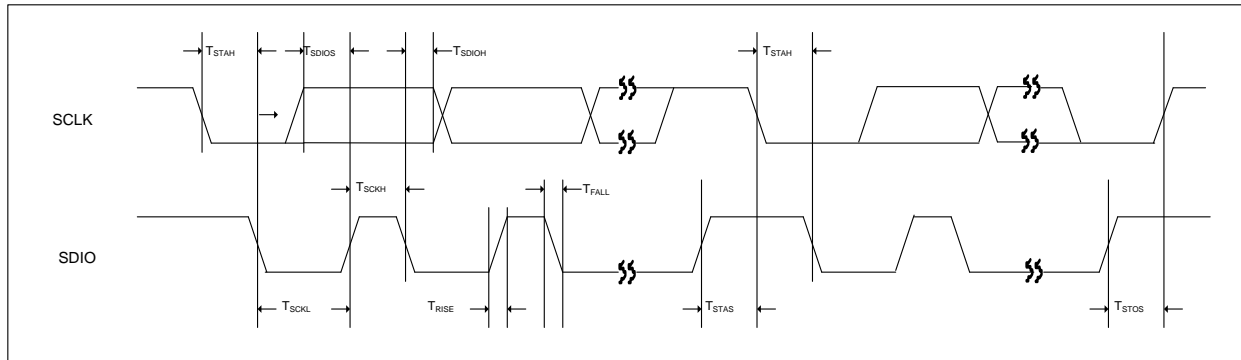 TSTAH TSDIOS TSDIOH TSTAH
SCLK
TSCKH TFALL
SDIO
TSCKL TRISE TSTAS TSTOS